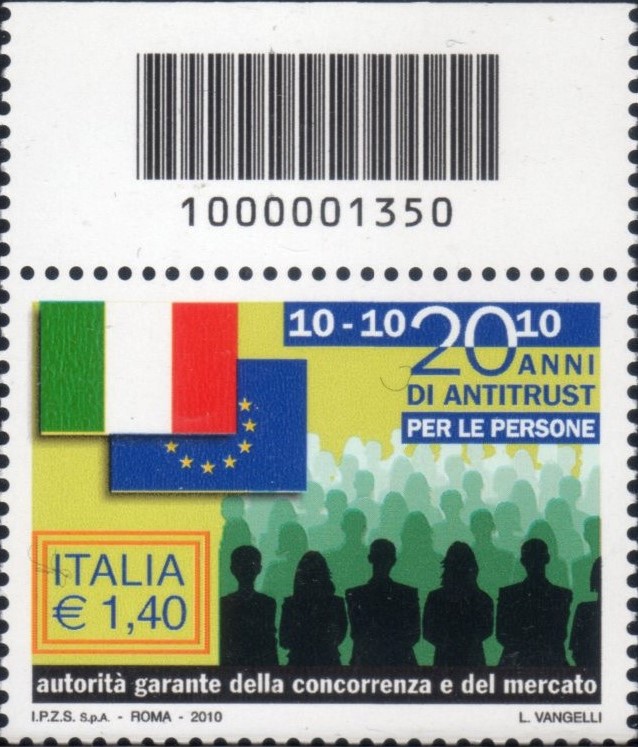 1000001350
10-10 2010
20 ANNI
DI ANTITRUST
PER LE PERSONE
ITALIA
€ 1,40
autorità garante della concorrenza e del mercato
I.P.Z.S. S.p.A. - ROMA - 2010 L. VANGELLI